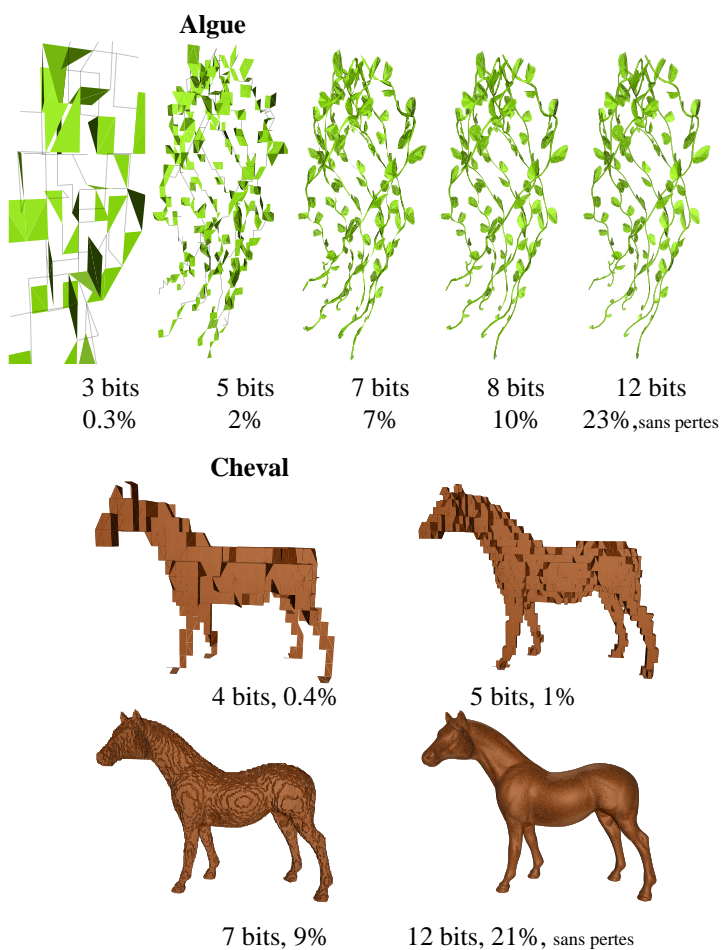 Algue
3 bits 5 bits 7 bits 8 bits 12 bits
0.3% 2% 7% 10% 23%,sans pertes
Cheval
4 bits, 0.4% 5 bits, 1%
7 bits, 9% 12 bits, 21%, sans pertes